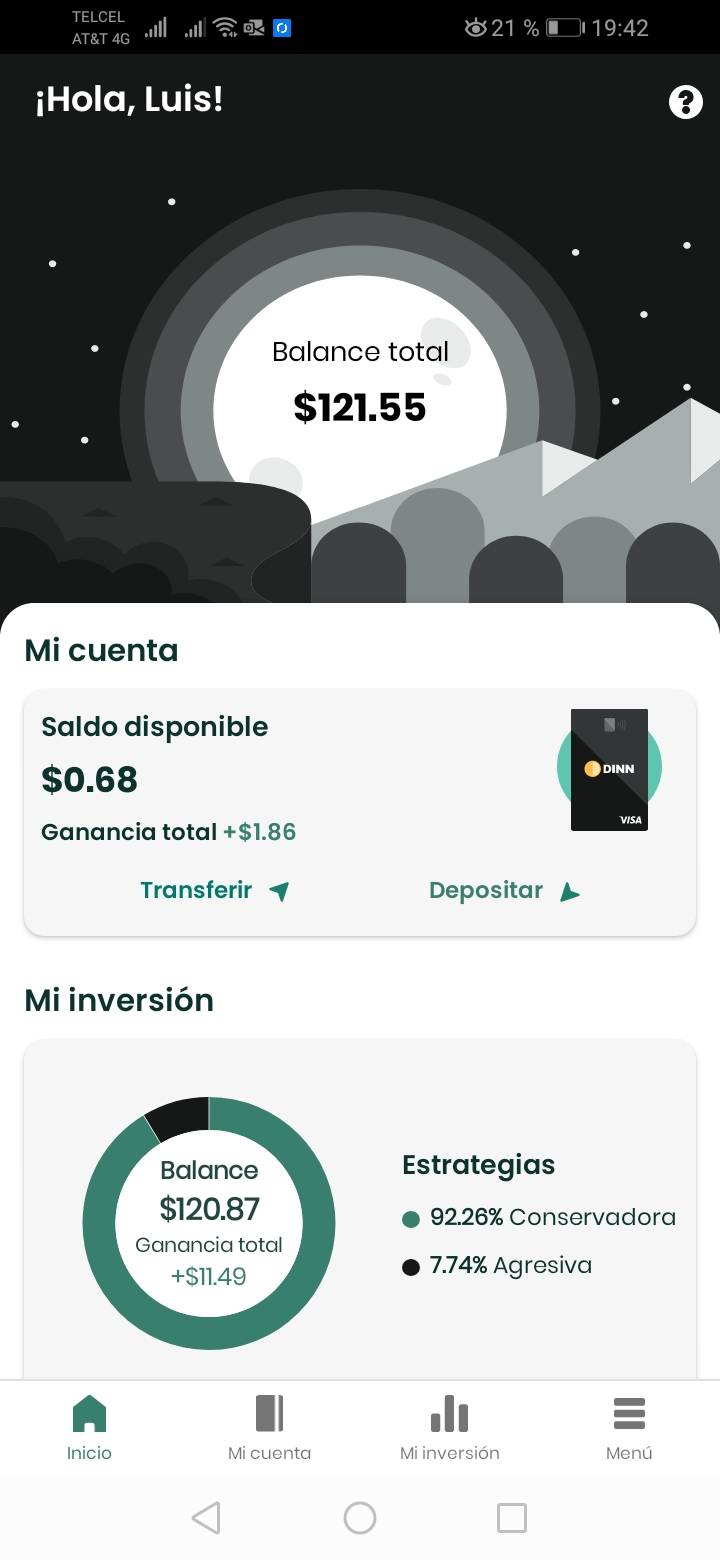 TELCEL
AT&T 4G
21 % 19:42
¡Hola, Luis!
?
Balance total
$121.55
Mi cuenta
Saldo disponible
$0.68
Ganancia total +$1.86
DINN
VISA
Transferir
Depositar
Mi inversión
Balance
$120.87
Ganancia total
+$11.49
Estrategias
92.26% Conservadora
7.74% Agresiva
Inicio
Mi cuenta
Mi inversión
Menú